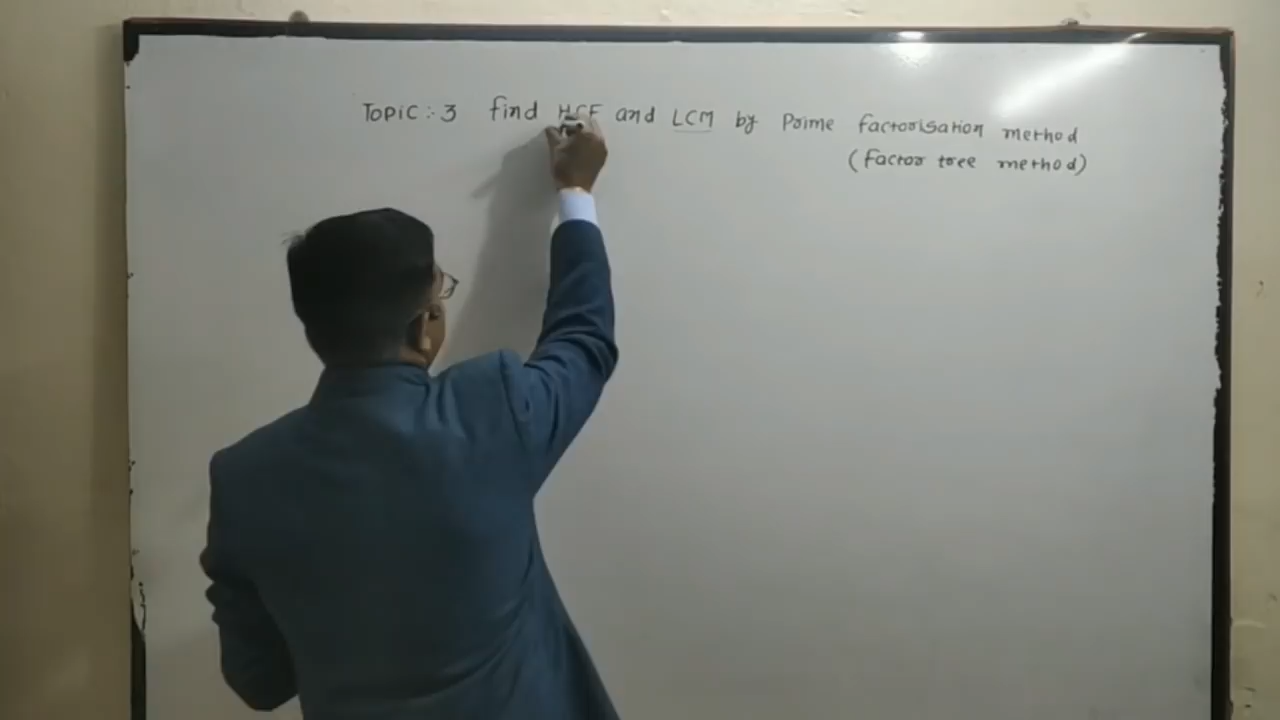 TOPIC :- 3 find HCF and LCM by Prime factorisation method
(factor tree method)